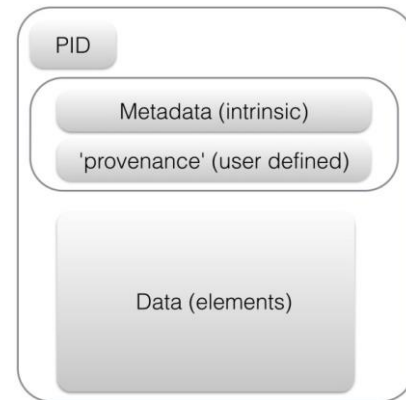 PID
Metadata (intrinsic)
'provenance' (user defined)
Data (elements)